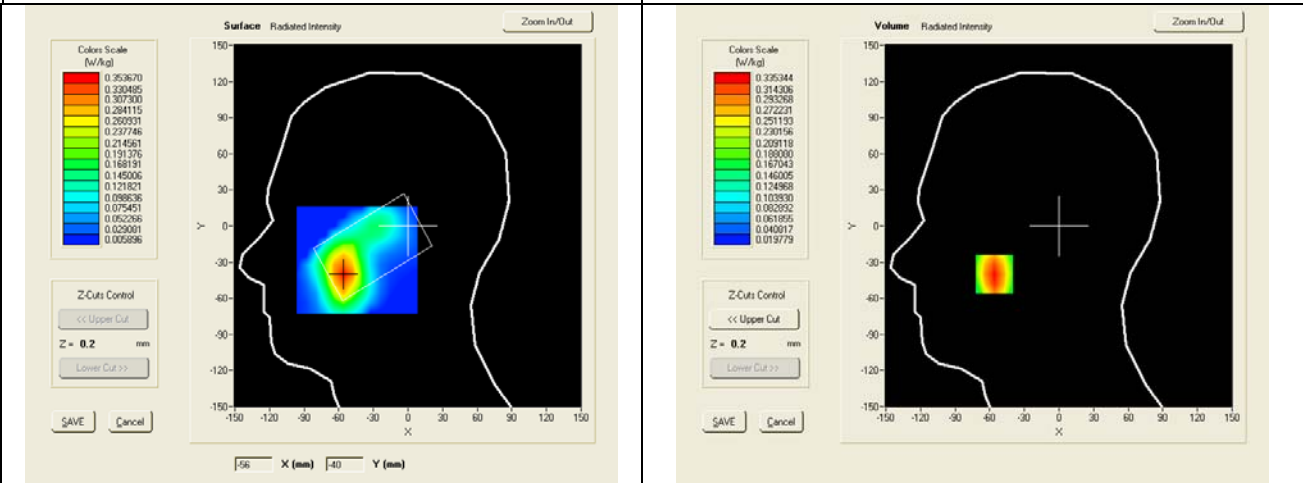 Surface Radiated Intensity
Zoom In/Out
Colors Scale
(W/kg)
0.353670
0.330485
0.307300
0.284115
0.260931
0.237746
0.214561
0.191376
0.168191
0.145006
0.121821
0.098636
0.075451
0.052266
0.029081
0.005896
Z-Cuts Control
<< Upper Cut
Z = 0.2 mm
Lower Cut >>
SAVE Cancel
150
120
90
60
30
0
-30
-60
-90
-120
-150
Y
-150 -120 -90 -60 -30 0 30 60 90 120 150
X
-56 X (mm) -40 Y (mm)
Volume Radiated Intensity
Zoom In/Out
Colors Scale
(W/kg)
0.335344
0.314306
0.293268
0.272231
0.251193
0.230156
0.209118
0.188080
0.167043
0.146005
0.124968
0.103930
0.082892
0.061855
0.040817
0.019779
Z-Cuts Control
<< Upper Cut
Z = 0.2 mm
Lower Cut >>
SAVE Cancel
150
120
90
60
30
0
-30
-60
-90
-120
-150
Y
-150 -120 -90 -60 -30 0 30 60 90 120 150
X